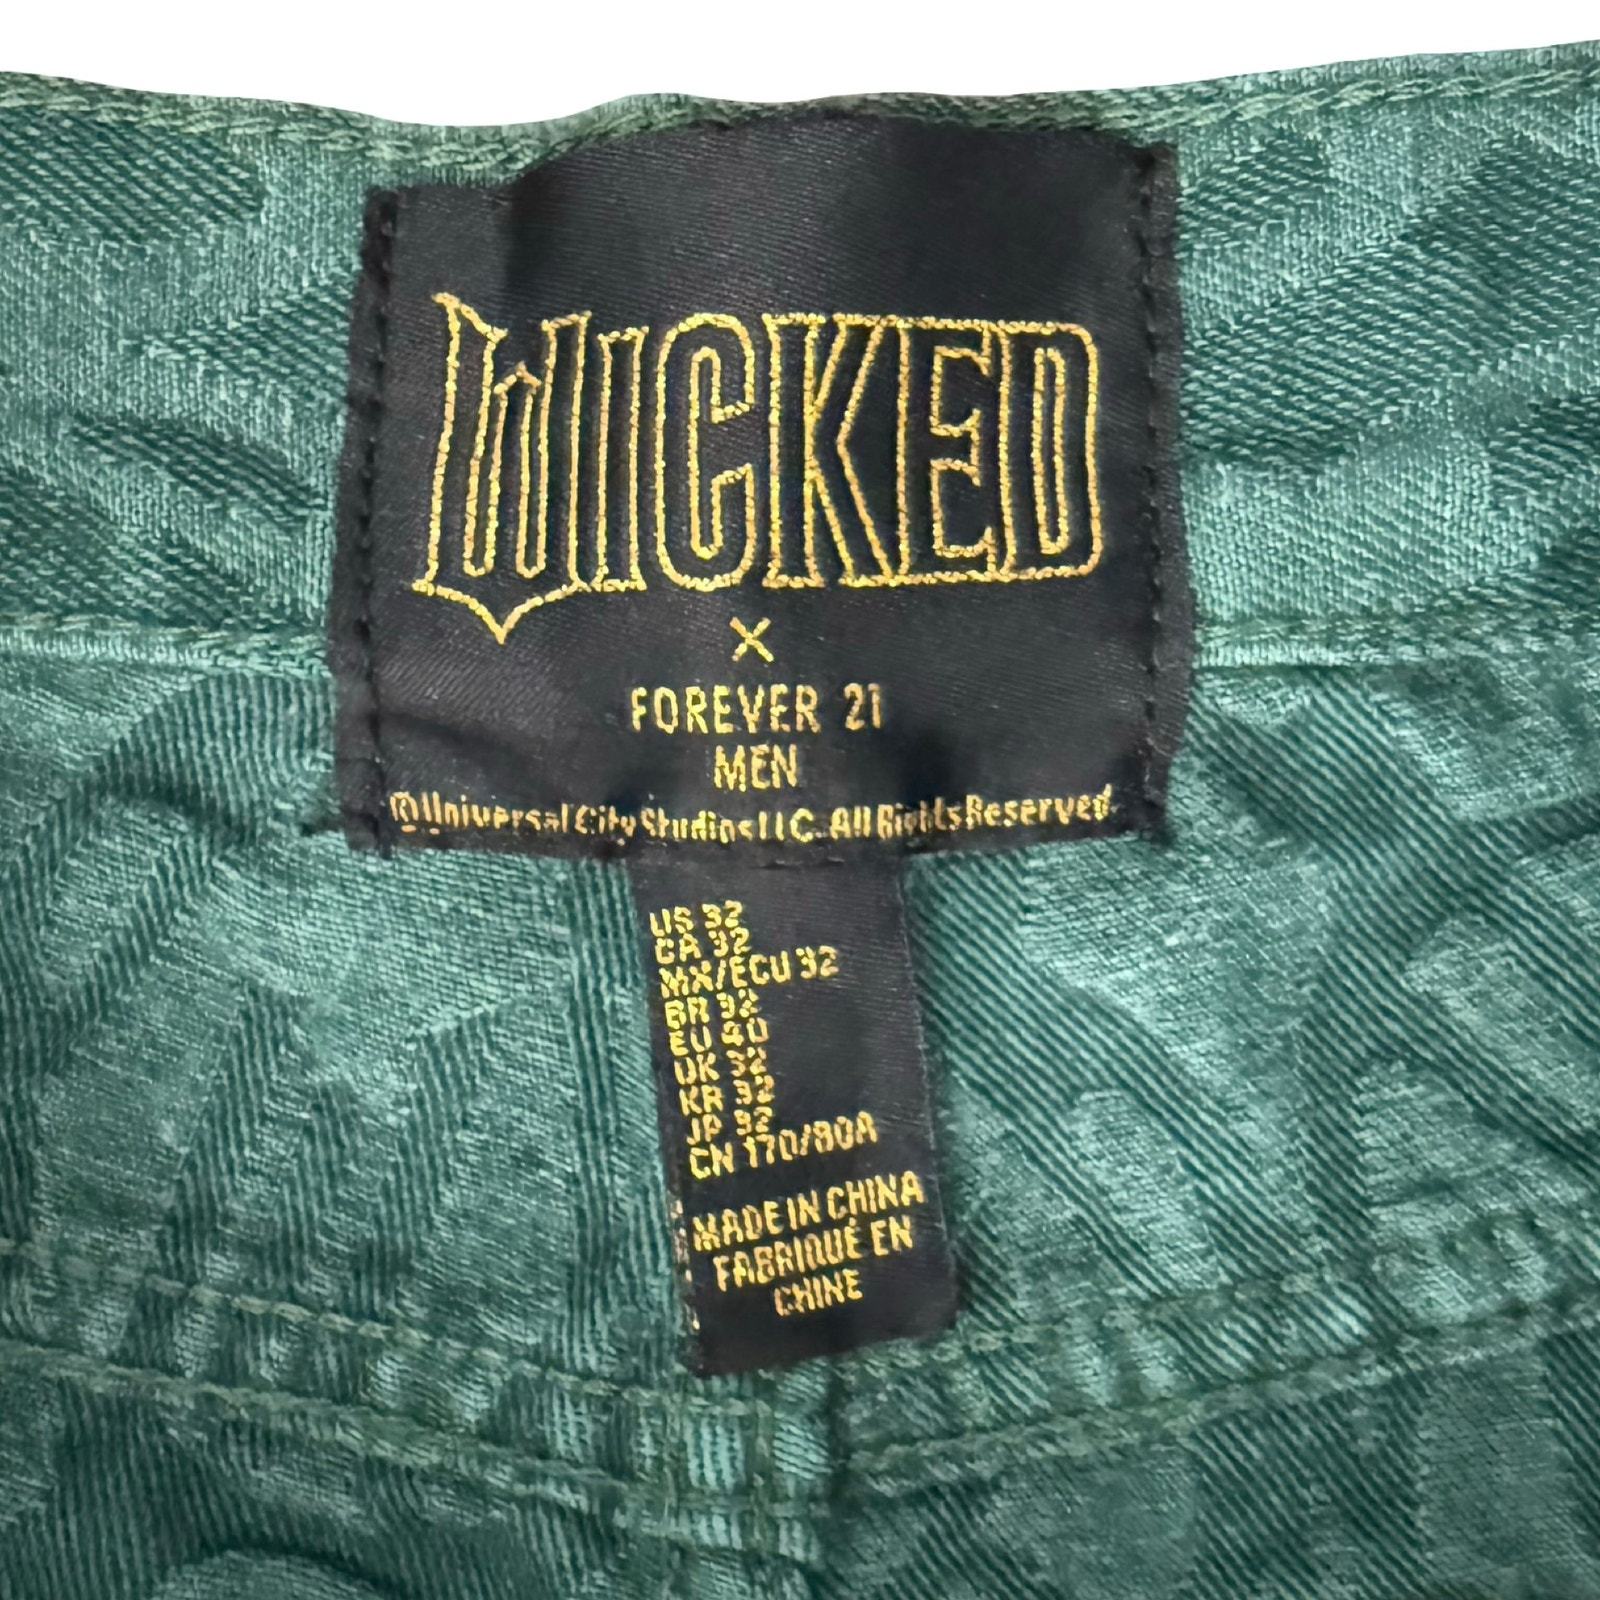 WICKED
X
FOREVER 21
MEN
©Universal City Studios LLC. All Rights Reserved.
US 32
CA 32
MX/ECU 32
BR 32
EU 40
UK 32
KR 32
JP 32
CN 170/80A
MADE IN CHINA
FABRIQUÉ EN
CHINE